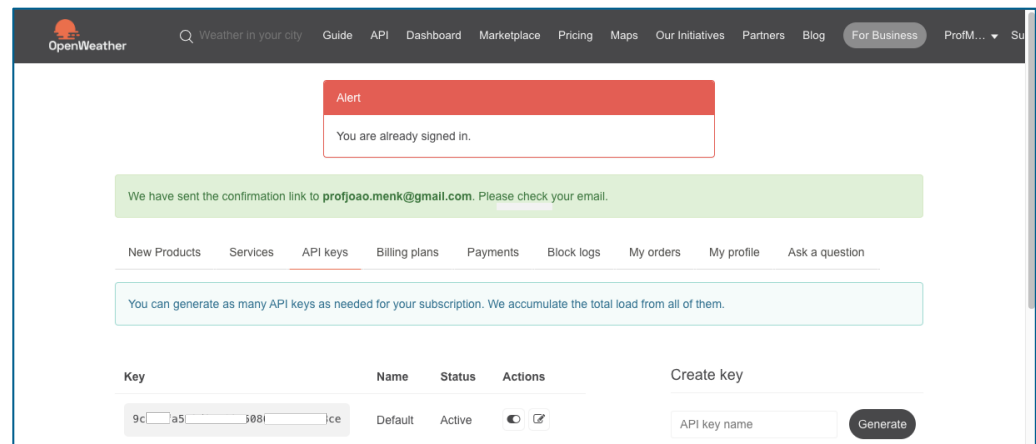 OpenWeather
Weather in your city Guide API Dashboard Marketplace Pricing Maps Our Initiatives Partners Blog For Business ProfM... Su
Alert
You are already signed in.
We have sent the confirmation link to profjoao.menk@gmail.com. Please check your email.
New Products Services API keys Billing plans Payments Block logs My orders My profile Ask a question
You can generate as many API keys as needed for your subscription. We accumulate the total load from all of them.
Key Name Status Actions Create key
Default Active API key name Generate